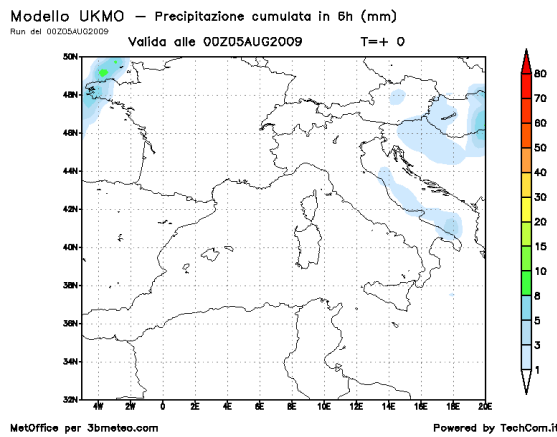 Modello UKMO – Precipitazione cumulata in 6h (mm)
Run del 00Z05AUG2009
Valida alle 00Z05AUG2009 T=+ 0
50N
48N
46N
44N
42N
40N
38N
36N
34N
32N
4W 2W 0 2E 4E 6E 8E 10E 12E 14E 16E 18E 20E
80
70
60
50
40
30
20
15
10
8
5
3
1
MetOffice per 3bmeteo.com Powered by TechCom.it